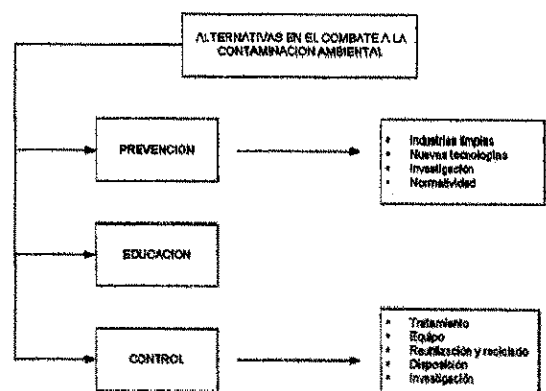 ALTERNATIVAS EN EL COMBATE A LA
CONTAMINACION AMBIENTAL
PREVENCION
* Industrias limpias
* Nuevas tecnologías
* Investigación
* Normatividad
EDUCACION
CONTROL
* Tratamiento
* Equipo
* Reutilización y reciclado
* Disposición
* Investigación